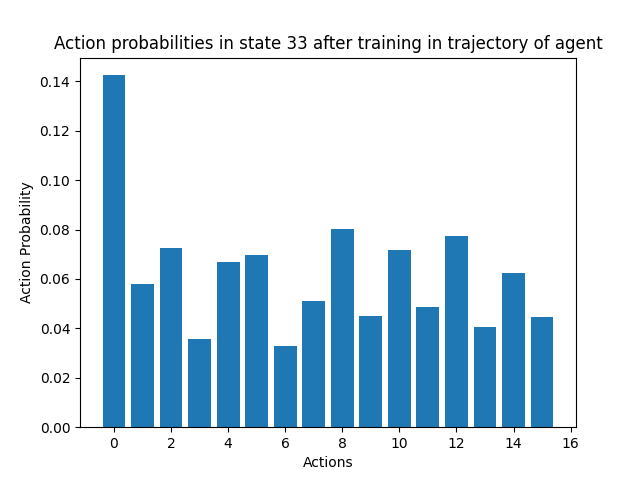 Action probabilities in state 33 after training in trajectory of agent
0.14
0.12
0.10
0.08
0.06
0.04
0.02
0.00
Action Probability
0 2 4 6 8 10 12 14 16
Actions